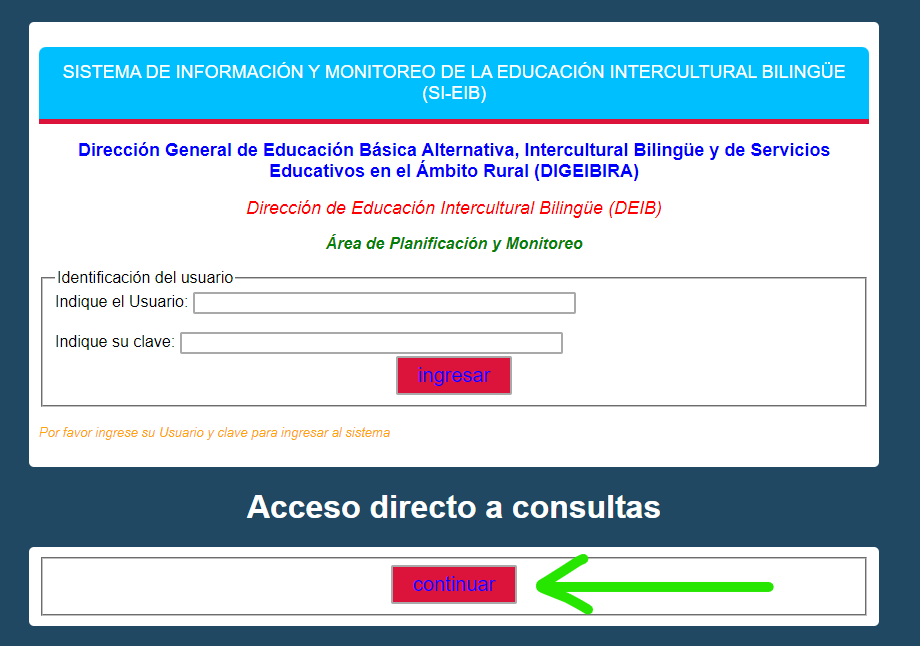 SISTEMA DE INFORMACIÓN Y MONITOREO DE LA EDUCACIÓN INTERCULTURAL BILINGÜE
(SI-EIB)
Dirección General de Educación Básica Alternativa, Intercultural Bilingüe y de Servicios
Educativos en el Ámbito Rural (DIGEIBIRA)
Dirección de Educación Intercultural Bilingüe (DEIB)
Área de Planificación y Monitoreo
Identificación del usuario
Indique el Usuario:
Indique su clave:
ingresar
Por favor ingrese su Usuario y clave para ingresar al sistema
Acceso directo a consultas
continuar